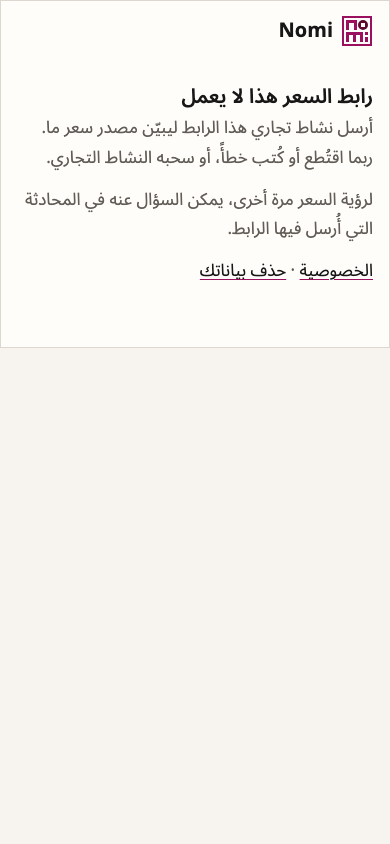 Nomi
رابط السعر هذا لا يعمل
أرسل نشاط تجاري هذا الرابط ليبيّن مصدر سعر ما.
ربما اقتُطع أو كُتب خطأً، أو سحبه النشاط التجاري.
لرؤية السعر مرة أخرى، يمكن السؤال عنه في المحادثة
التي أُرسل فيها الرابط.
الخصوصية · حذف بياناتك